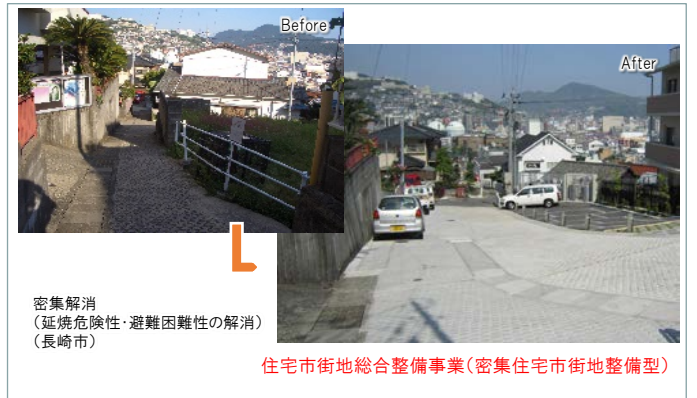 Before
After
密集解消
（延焼危険性・避難困難性の解消）
（長崎市）
住宅市街地総合整備事業（密集住宅市街地整備型）